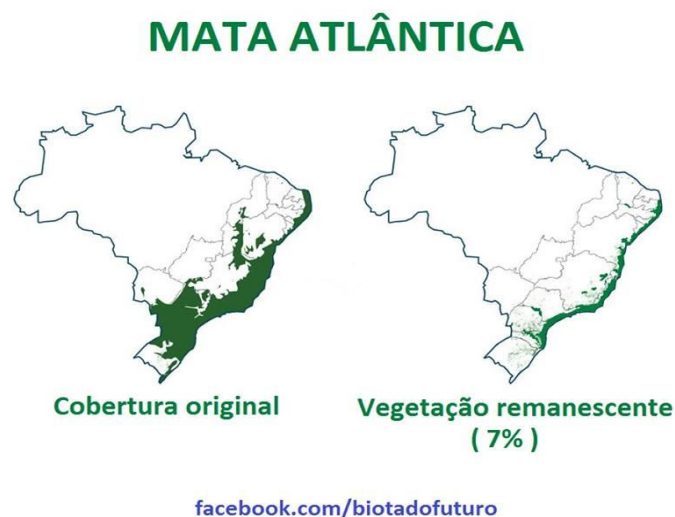 MATA ATLÂNTICA
Cobertura original
Vegetação remanescente
( 7% )
facebook.com/biotadofuturo